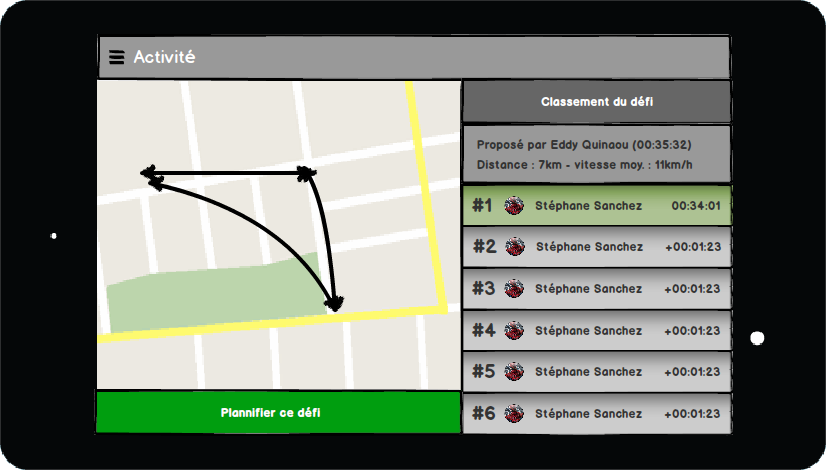 Activité
Classement du défi
Proposé par Eddy Quinaou (00:35:32)
Distance : 7km - vitesse moy. : 11km/h
#1 Stéphane Sanchez 00:34:01
#2 Stéphane Sanchez +00:01:23
#3 Stéphane Sanchez +00:01:23
#4 Stéphane Sanchez +00:01:23
#5 Stéphane Sanchez +00:01:23
#6 Stéphane Sanchez +00:01:23
Plannifier ce défi